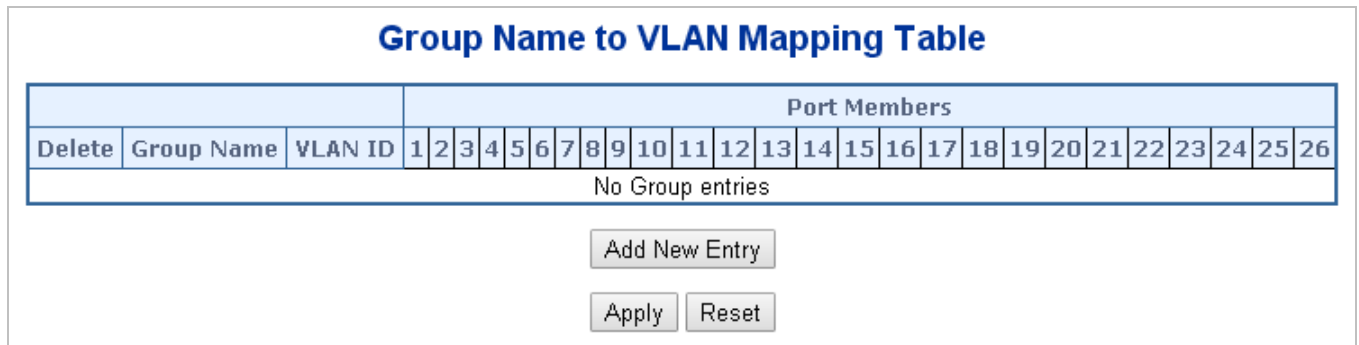 Group Name to VLAN Mapping Table
Port Members
Delete Group Name VLAN ID 1 2 3 4 5 6 7 8 9 10 11 12 13 14 15 16 17 18 19 20 21 22 23 24 25 26
No Group entries
Add New Entry
Apply Reset